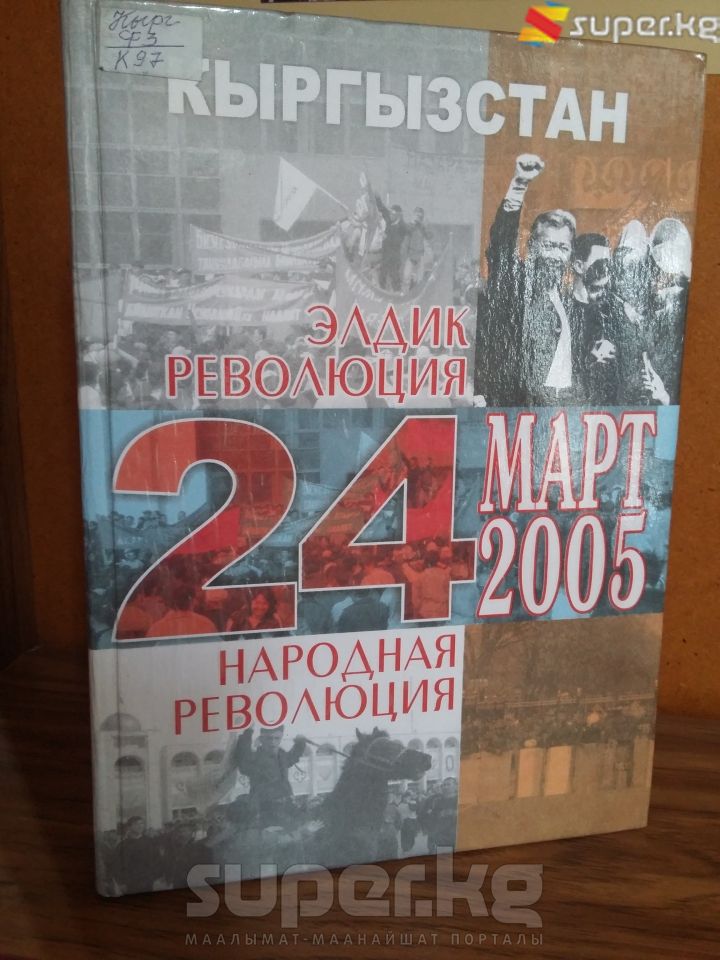 super.kg
Кырг
Ф3
К97
КЫРГЫЗСТАН
ЭЛДИК
РЕВОЛЮЦИЯ
24
МАРТ
2005
НАРОДНАЯ
РЕВОЛЮЦИЯ
super.kg
МААЛЫМАТ-МААНАЙШАТ ПОРТАЛЫ